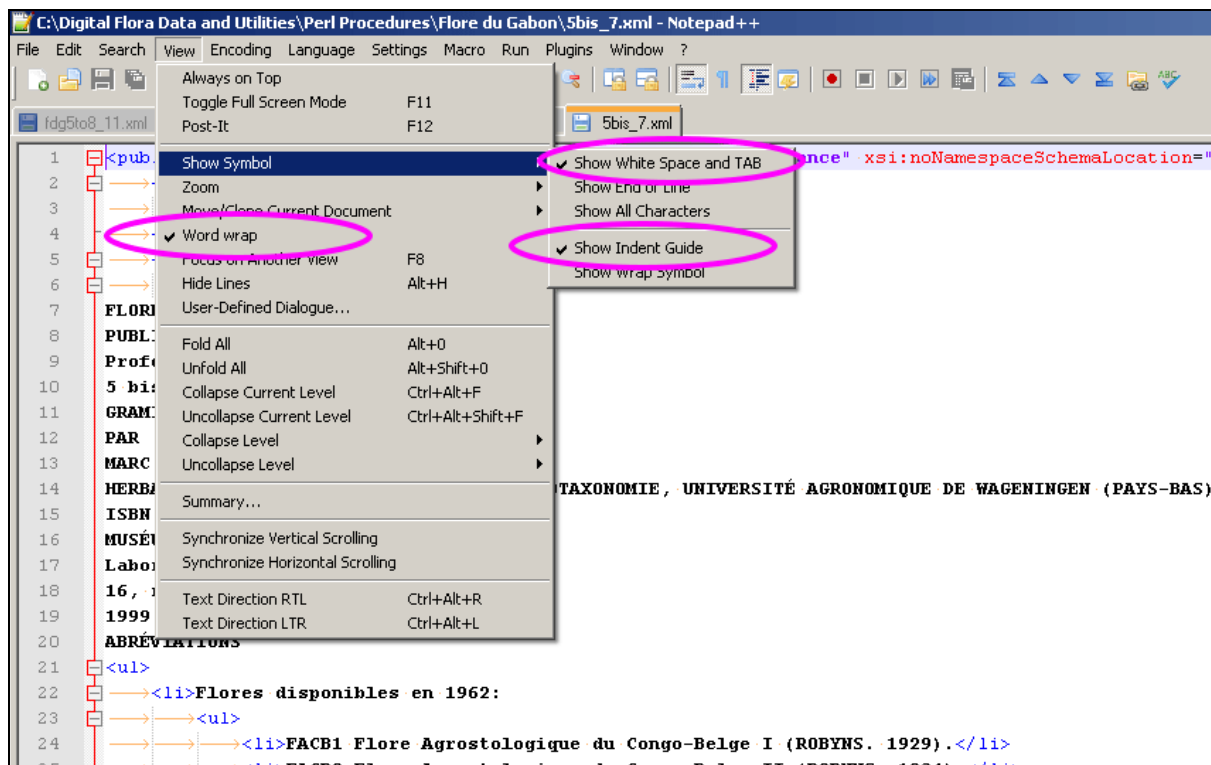 C:\Digital Flora Data and Utilities\Perl Procedures\Flore du Gabon\5bis_7.xml - Notepad++
File Edit Search View Encoding Language Settings Macro Run Plugins Window ?
ABC
fdg5to8_11.xml 5bis_7.xml
Always on Top
Toggle Full Screen Mode F11
Post-It F12
Show Symbol
Zoom
Move/Clone Current Document
Word wrap
Focus on Another View F8
Hide Lines Alt+H
User-Defined Dialogue...
Fold All Alt+0
Unfold All Alt+Shift+0
Collapse Current Level Ctrl+Alt+F
Uncollapse Current Level Ctrl+Alt+Shift+F
Collapse Level
Uncollapse Level
Summary...
Synchronize Vertical Scrolling
Synchronize Horizontal Scrolling
Text Direction RTL Ctrl+Alt+R
Text Direction LTR Ctrl+Alt+L
Show White Space and TAB
Show End of Line
Show All Characters
Show Indent Guide
Show Wrap Symbol
1 <pub. ance" xsi:noNamespaceSchemaLocation="
2
3
4
5
6
7 FLOR
8 PUBL
9 Prof
10 5 bis
11 GRAM
12 PAR
13 MARC
14 HERB TAXONOMIE, UNIVERSITÉ AGRONOMIQUE DE WAGENINGEN (PAYS-BAS)
15 ISBN
16 MUSÉ
17 Labo
18 16,
19 1999
20 ABRÉVIATIONS
21 <ul>
22 <li>Flores disponibles en 1962:
23 <ul>
24 <li>FACB1 Flore Agrostologique du Congo-Belge I (ROBYNS. 1929).</li>